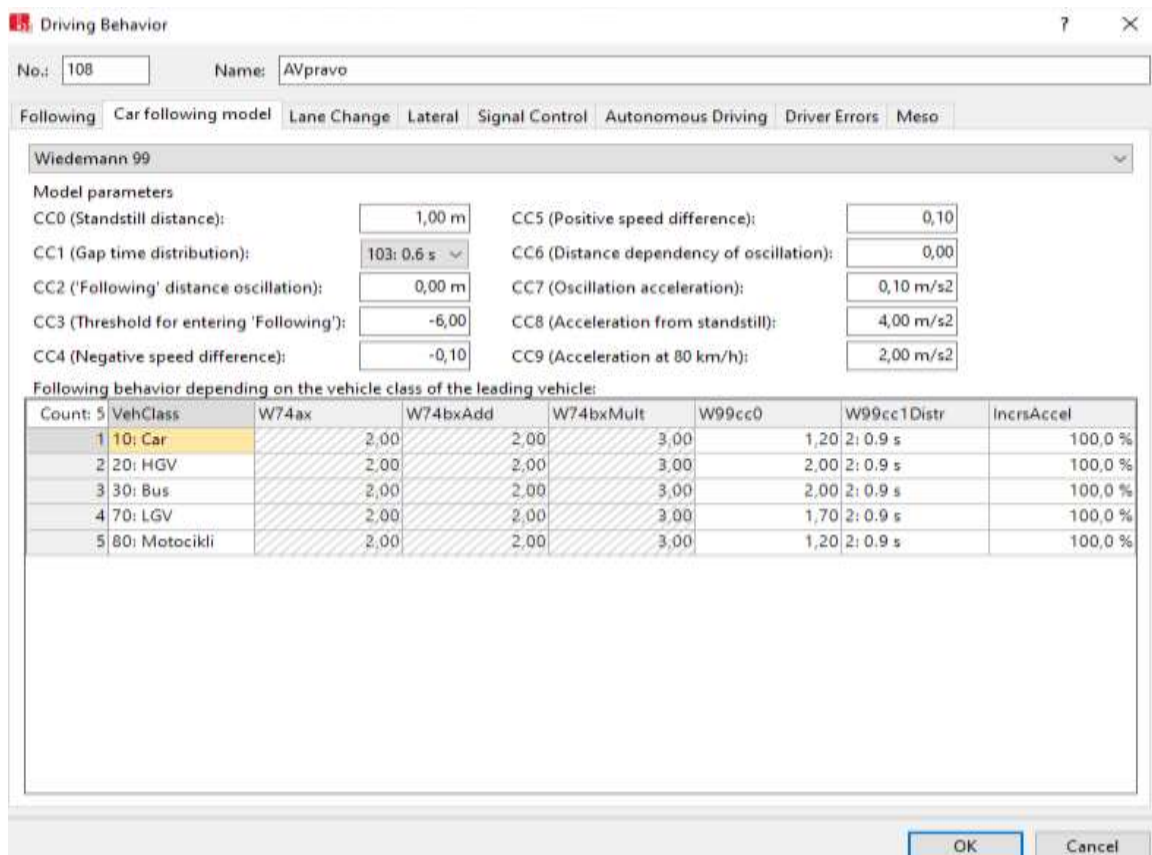 Driving Behavior ? ×
No.: 108 Name: AVpravo
Following Car following model Lane Change Lateral Signal Control Autonomous Driving Driver Errors Meso
Wiedemann 99
Model parameters
CC0 (Standstill distance): 1,00 m CC5 (Positive speed difference): 0,10
CC1 (Gap time distribution): 103: 0.6 s CC6 (Distance dependency of oscillation): 0,00
CC2 ('Following' distance oscillation): 0,00 m CC7 (Oscillation acceleration): 0,10 m/s2
CC3 (Threshold for entering 'Following'): -6,00 CC8 (Acceleration from standstill): 4,00 m/s2
CC4 (Negative speed difference): -0,10 CC9 (Acceleration at 80 km/h): 2,00 m/s2
Following behavior depending on the vehicle class of the leading vehicle:
Count: 5 VehClass W74ax W74bxAdd W74bxMult W99cc0 W99cc1Distr IncrsAccel
1 10: Car 2,00 2,00 3,00 1,20 2: 0.9 s 100,0 %
2 20: HGV 2,00 2,00 3,00 2,00 2: 0.9 s 100,0 %
3 30: Bus 2,00 2,00 3,00 2,00 2: 0.9 s 100,0 %
4 70: LGV 2,00 2,00 3,00 1,70 2: 0.9 s 100,0 %
5 80: Motocikli 2,00 2,00 3,00 1,20 2: 0.9 s 100,0 %
OK Cancel